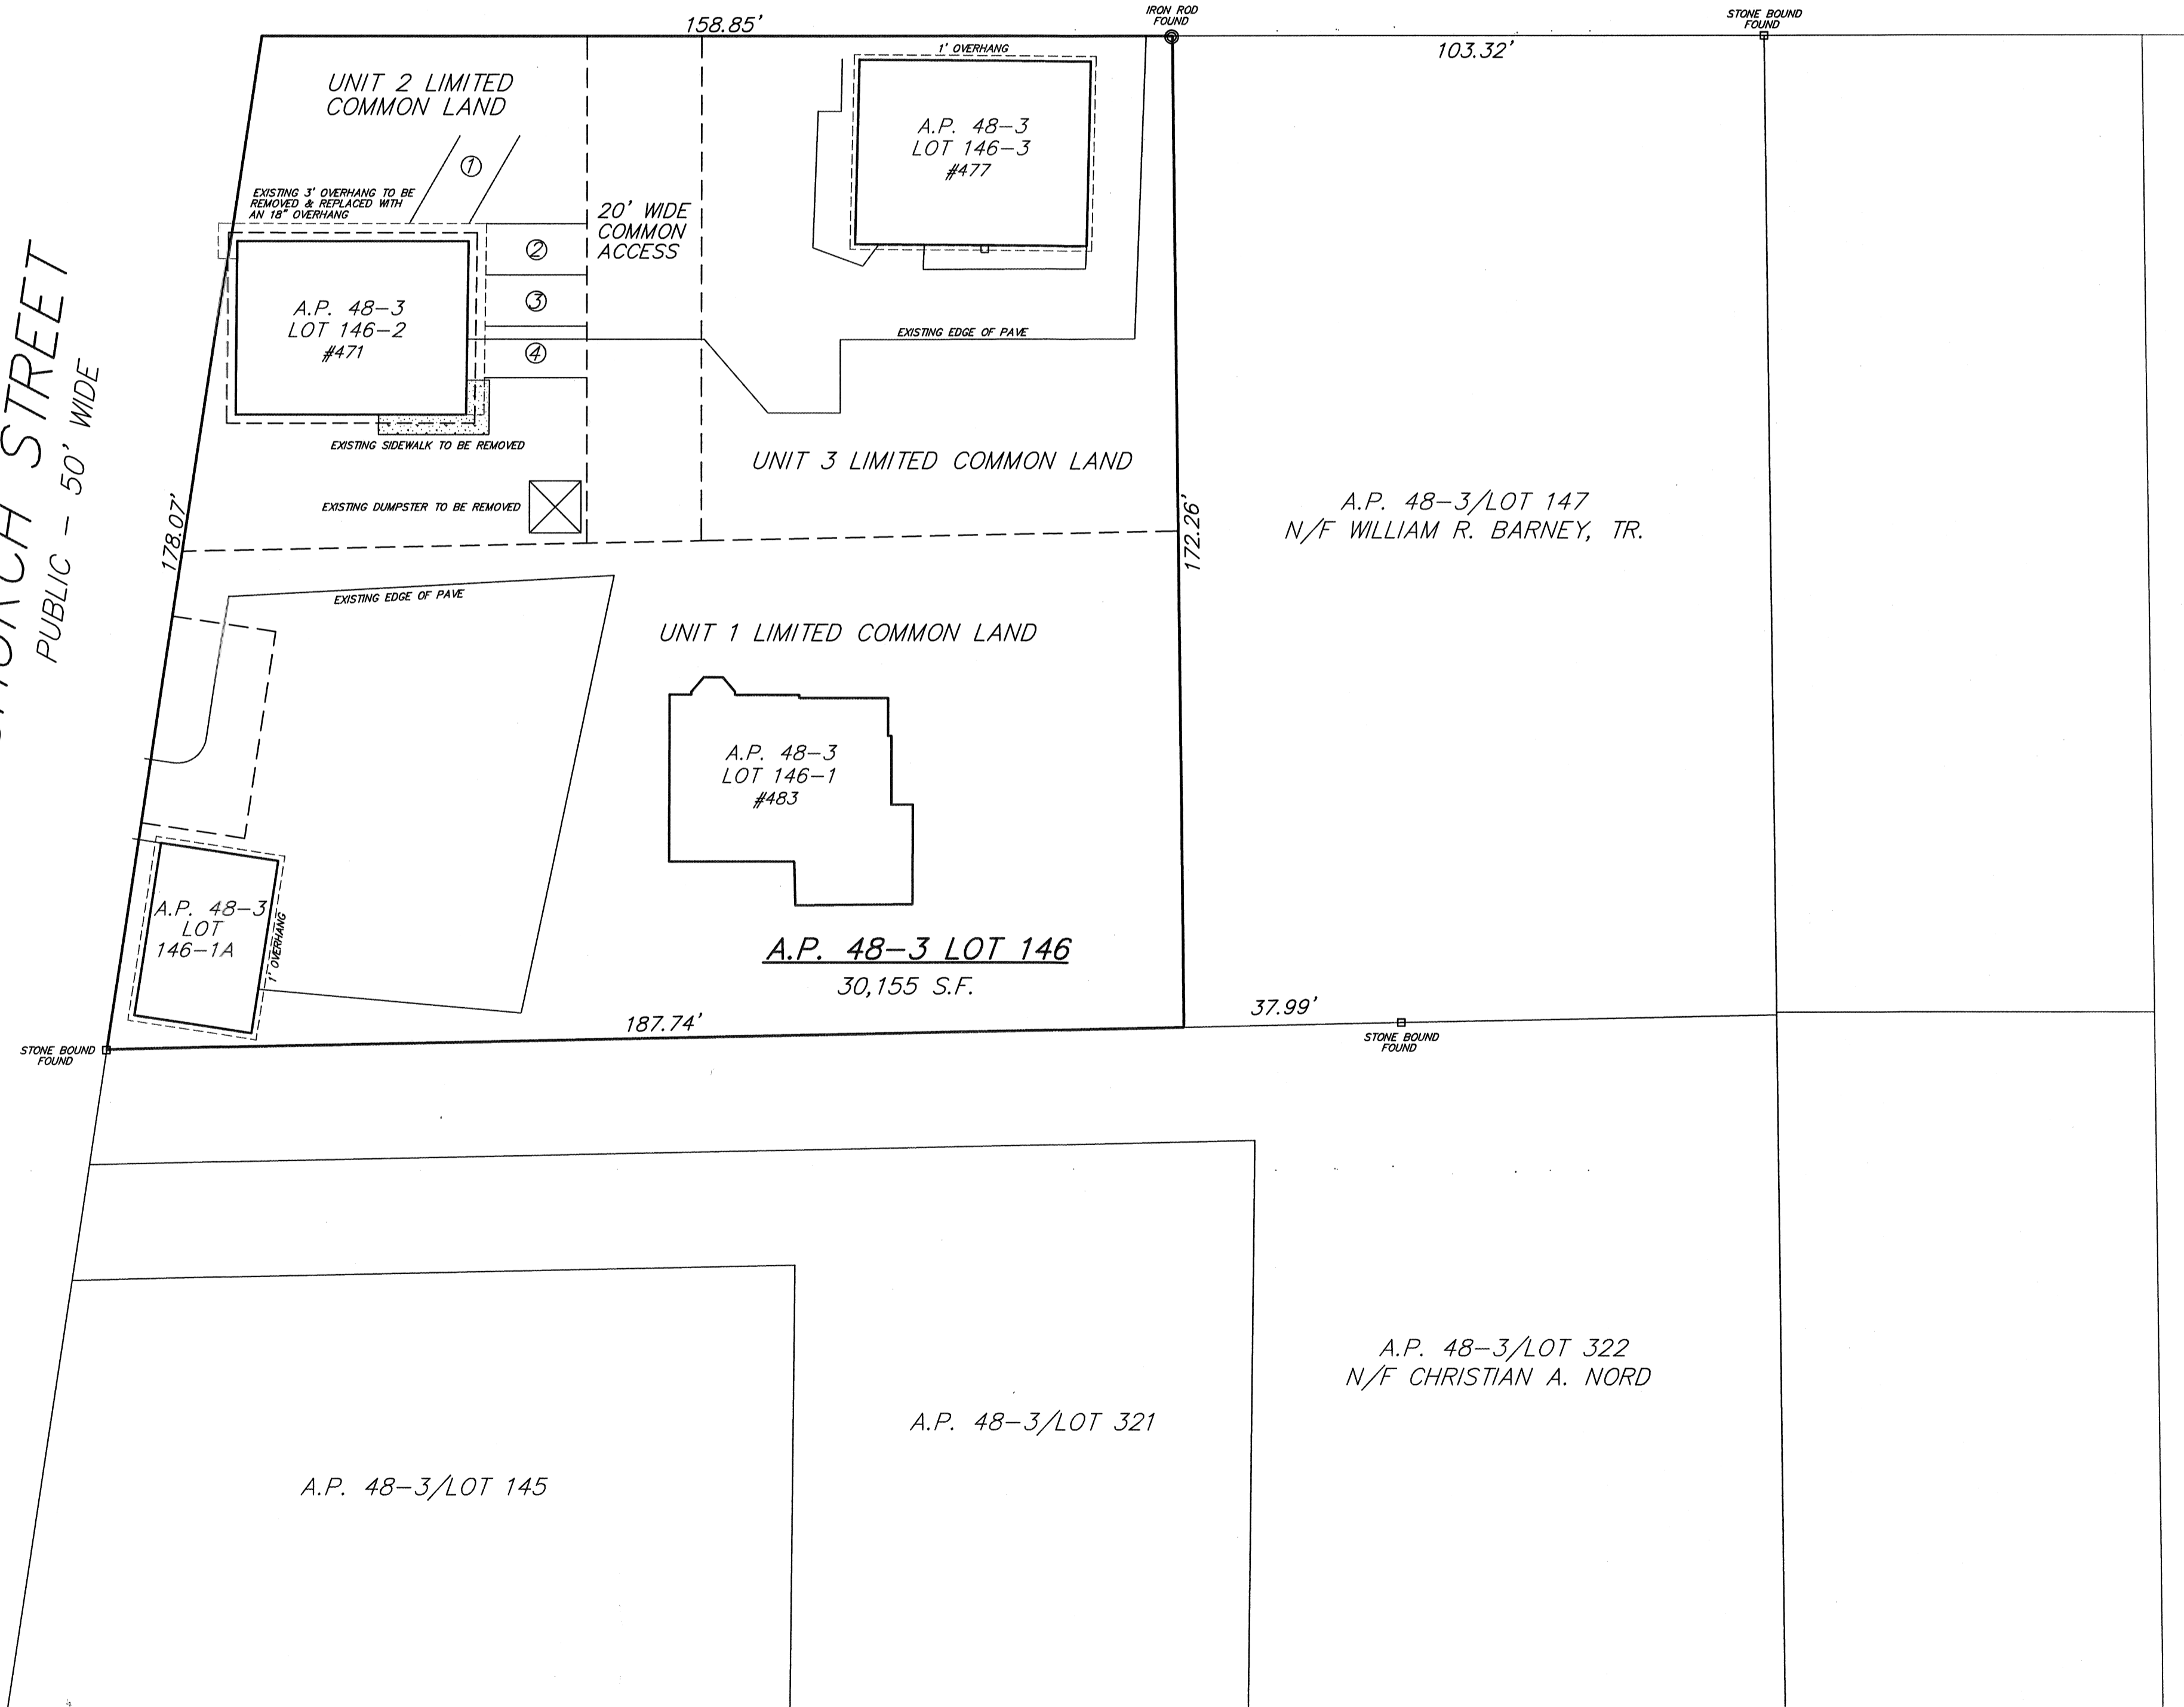 158.85'
IRON ROD
FOUND
STONE BOUND
FOUND
103.32'
1' OVERHANG
UNIT 2 LIMITED
COMMON LAND
A.P. 48-3
LOT 146-3
#477
1
EXISTING 3' OVERHANG TO BE
REMOVED & REPLACED WITH
AN 18" OVERHANG
20' WIDE
COMMON
ACCESS
2
3
4
A.P. 48-3
LOT 146-2
#471
EXISTING EDGE OF PAVE
STREET
PUBLIC - 50' WIDE
EXISTING SIDEWALK TO BE REMOVED
UNIT 3 LIMITED COMMON LAND
EXISTING DUMPSTER TO BE REMOVED
178.07'
172.26'
A.P. 48-3/LOT 147
N/F WILLIAM R. BARNEY, TR.
EXISTING EDGE OF PAVE
UNIT 1 LIMITED COMMON LAND
A.P. 48-3
LOT 146-1
#483
A.P. 48-3
LOT
146-1A
1' OVERHANG
A.P. 48-3 LOT 146
30,155 S.F.
187.74'
37.99'
STONE BOUND
FOUND
STONE BOUND
FOUND
A.P. 48-3/LOT 322
N/F CHRISTIAN A. NORD
A.P. 48-3/LOT 321
A.P. 48-3/LOT 145